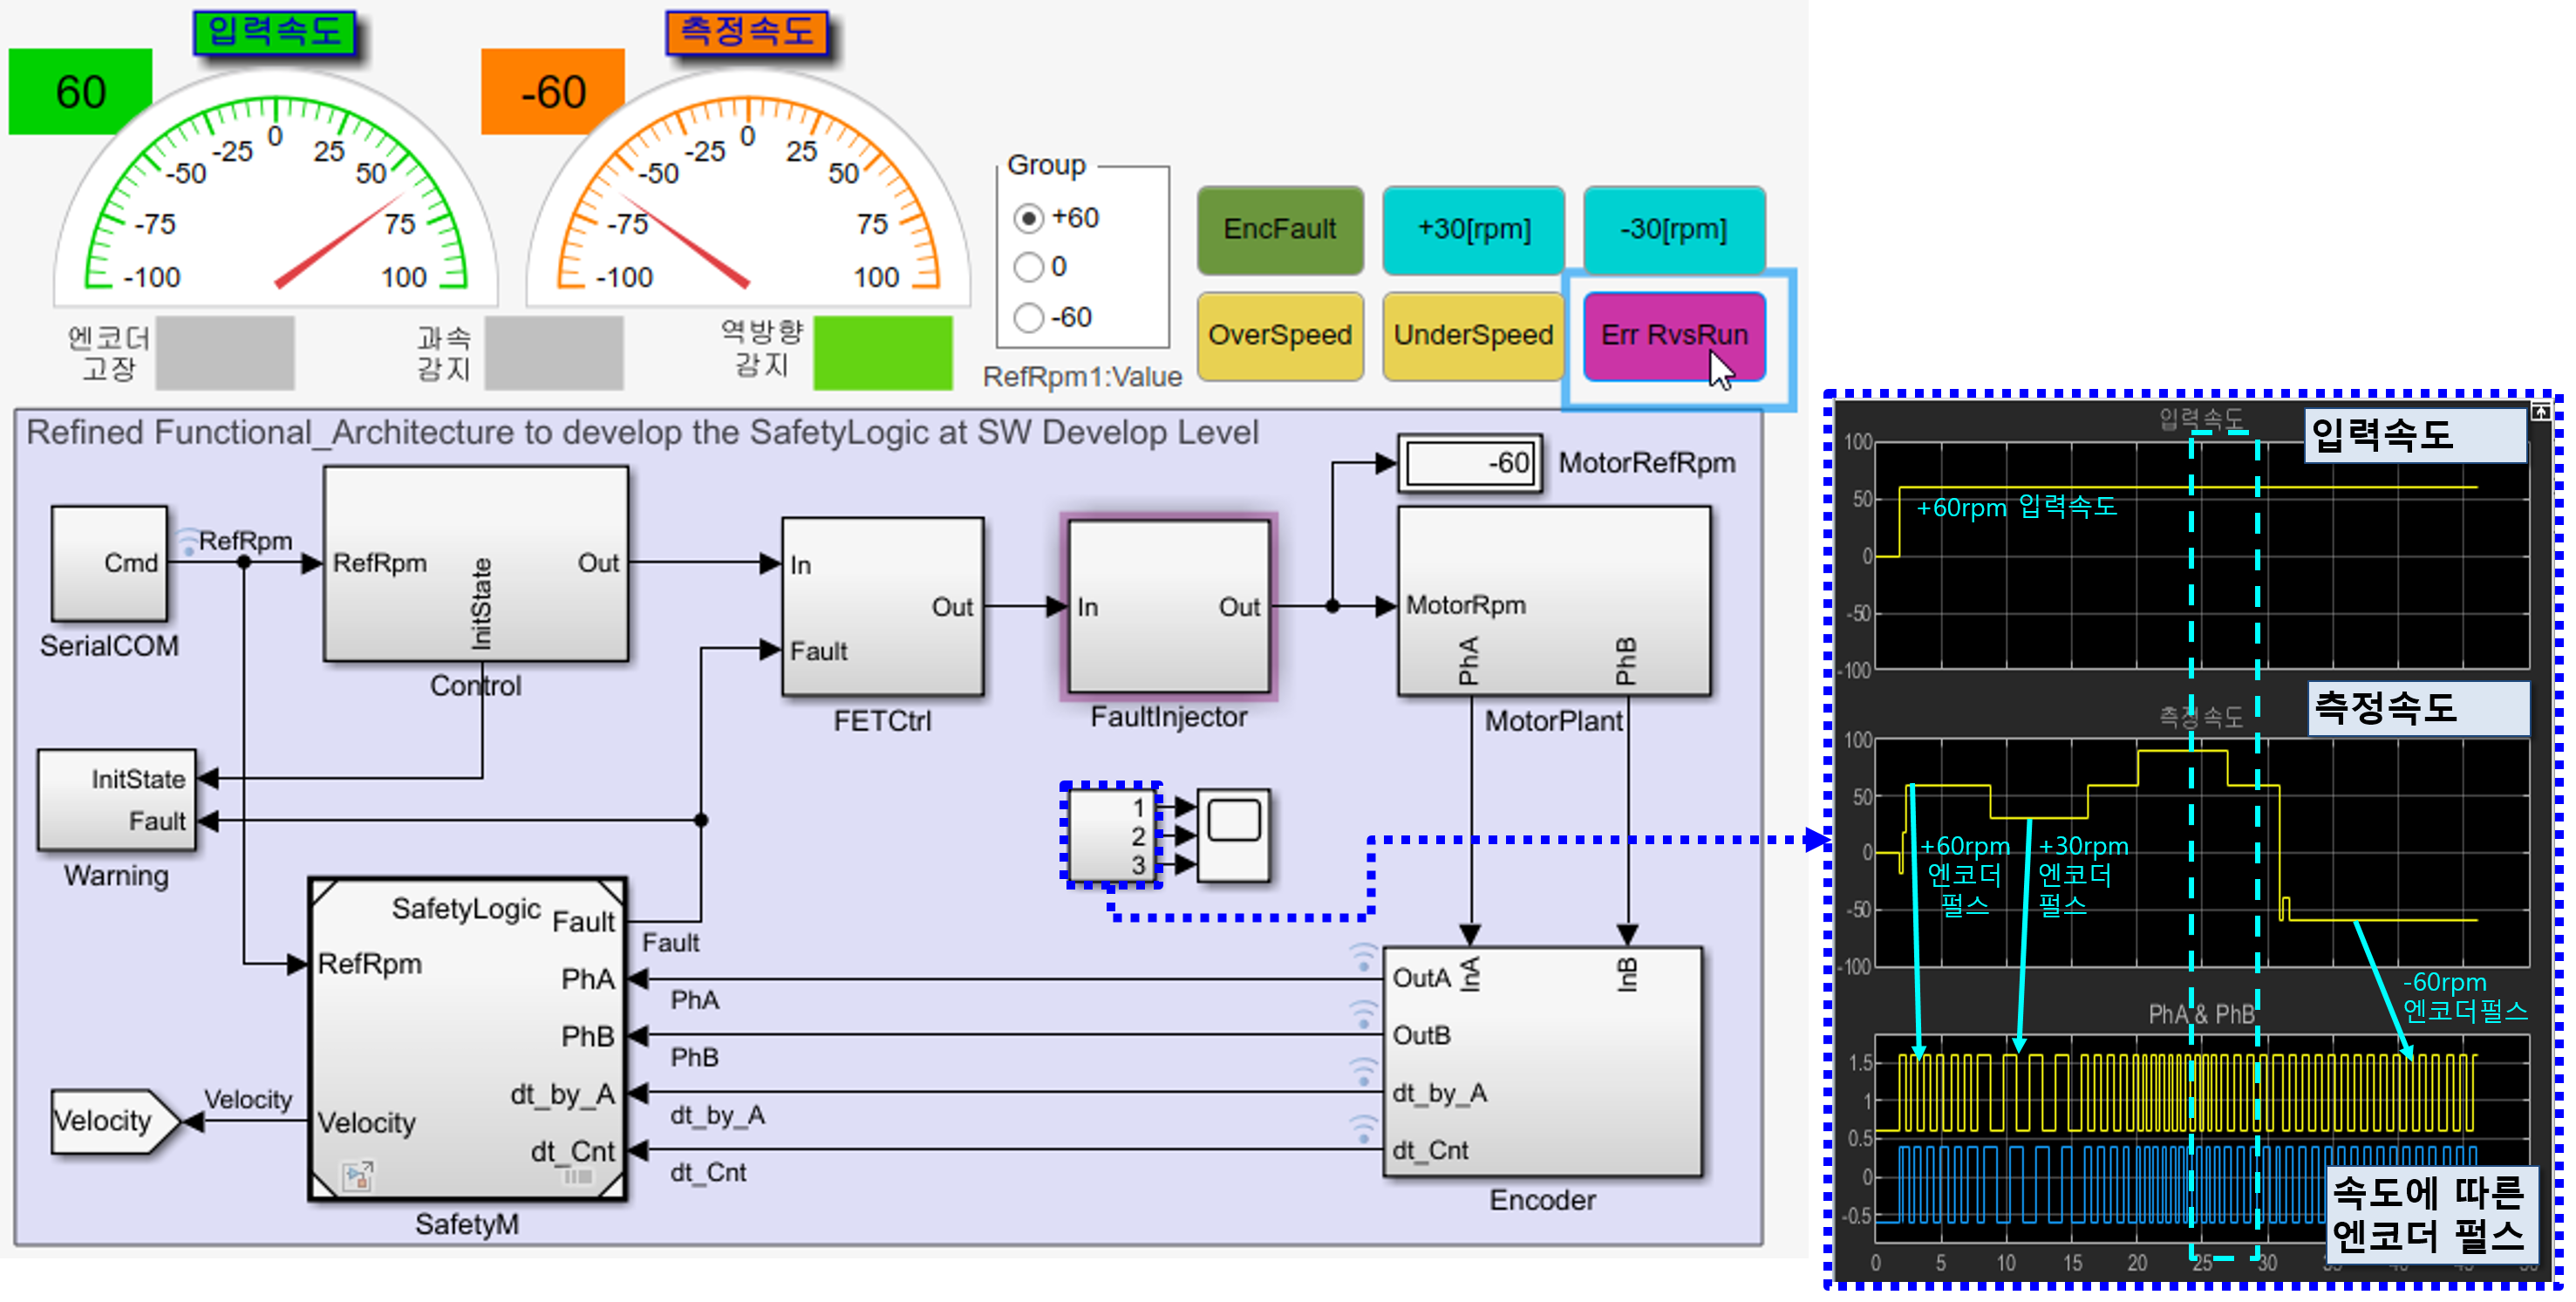 입력속도
측정속도
60
-60
-100
-75
-50
-25
0
25
50
75
100
-100
-75
-50
-25
0
25
50
75
100
엔코더
고장
과속
감지
역방향
감지
Group
+60
0
-60
RefRpm1:Value
EncFault
+30[rpm]
-30[rpm]
OverSpeed
UnderSpeed
Err RvsRun
Refined Functional_Architecture to develop the SafetyLogic at SW Develop Level
Cmd
SerialCOM
RefRpm
RefRpm
InitState
Out
Control
In
Fault
Out
FETCtrl
In
Out
FaultInjector
-60
MotorRefRpm
MotorRpm
PhA
PhB
MotorPlant
InitState
Fault
Warning
1
2
3
SafetyLogic
Fault
Fault
RefRpm
PhA
PhA
PhB
PhB
dt_by_A
dt_by_A
Velocity
Velocity
Velocity
dt_Cnt
dt_Cnt
SafetyM
OutA
InA
InB
OutB
dt_by_A
dt_Cnt
Encoder
입력속도
입력속도
100
50
0
-50
-100
+60rpm 입력속도
측정속도
측정속도
100
50
0
-50
-100
+60rpm
엔코더
펄스
+30rpm
엔코더
펄스
-60rpm
엔코더펄스
PhA & PhB
1.5
1
0.5
0
-0.5
속도에 따른
엔코더 펄스
0
5
10
15
20
25
30